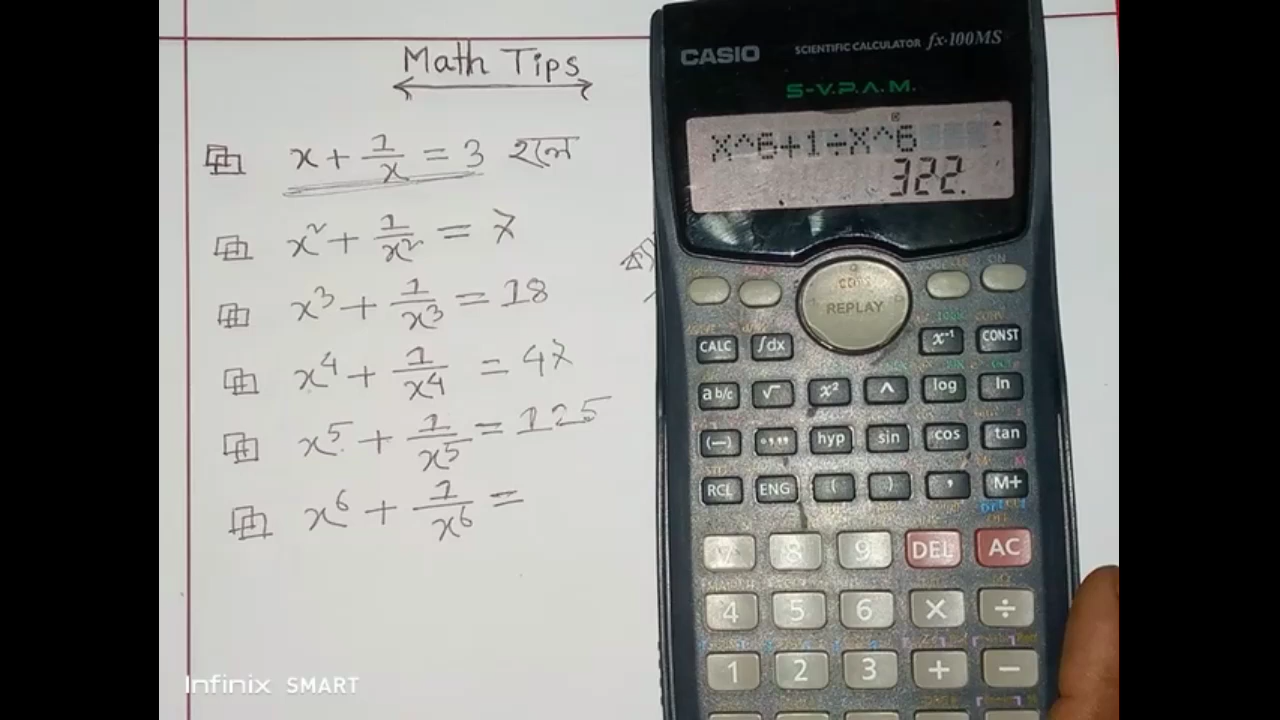 Math Tips
x + 1/x = 3 হলে
x² + 1/x² = 7
x³ + 1/x³ = 18
x⁴ + 1/x⁴ = 47
x⁵ + 1/x⁵ = 125
x⁶ + 1/x⁶ =
CASIO SCIENTIFIC CALCULATOR fx-100MS
S-V.P.A.M.
X^6+1÷X^6
322.
REPLAY
CALC ∫dx x⁻¹ CONST
a b/c √ x² ^ log ln
(−) °,,, hyp sin cos tan
RCL ENG ( ) , M+
7 8 9 DEL AC
4 5 6 × ÷
1 2 3 + −
Infinix SMART